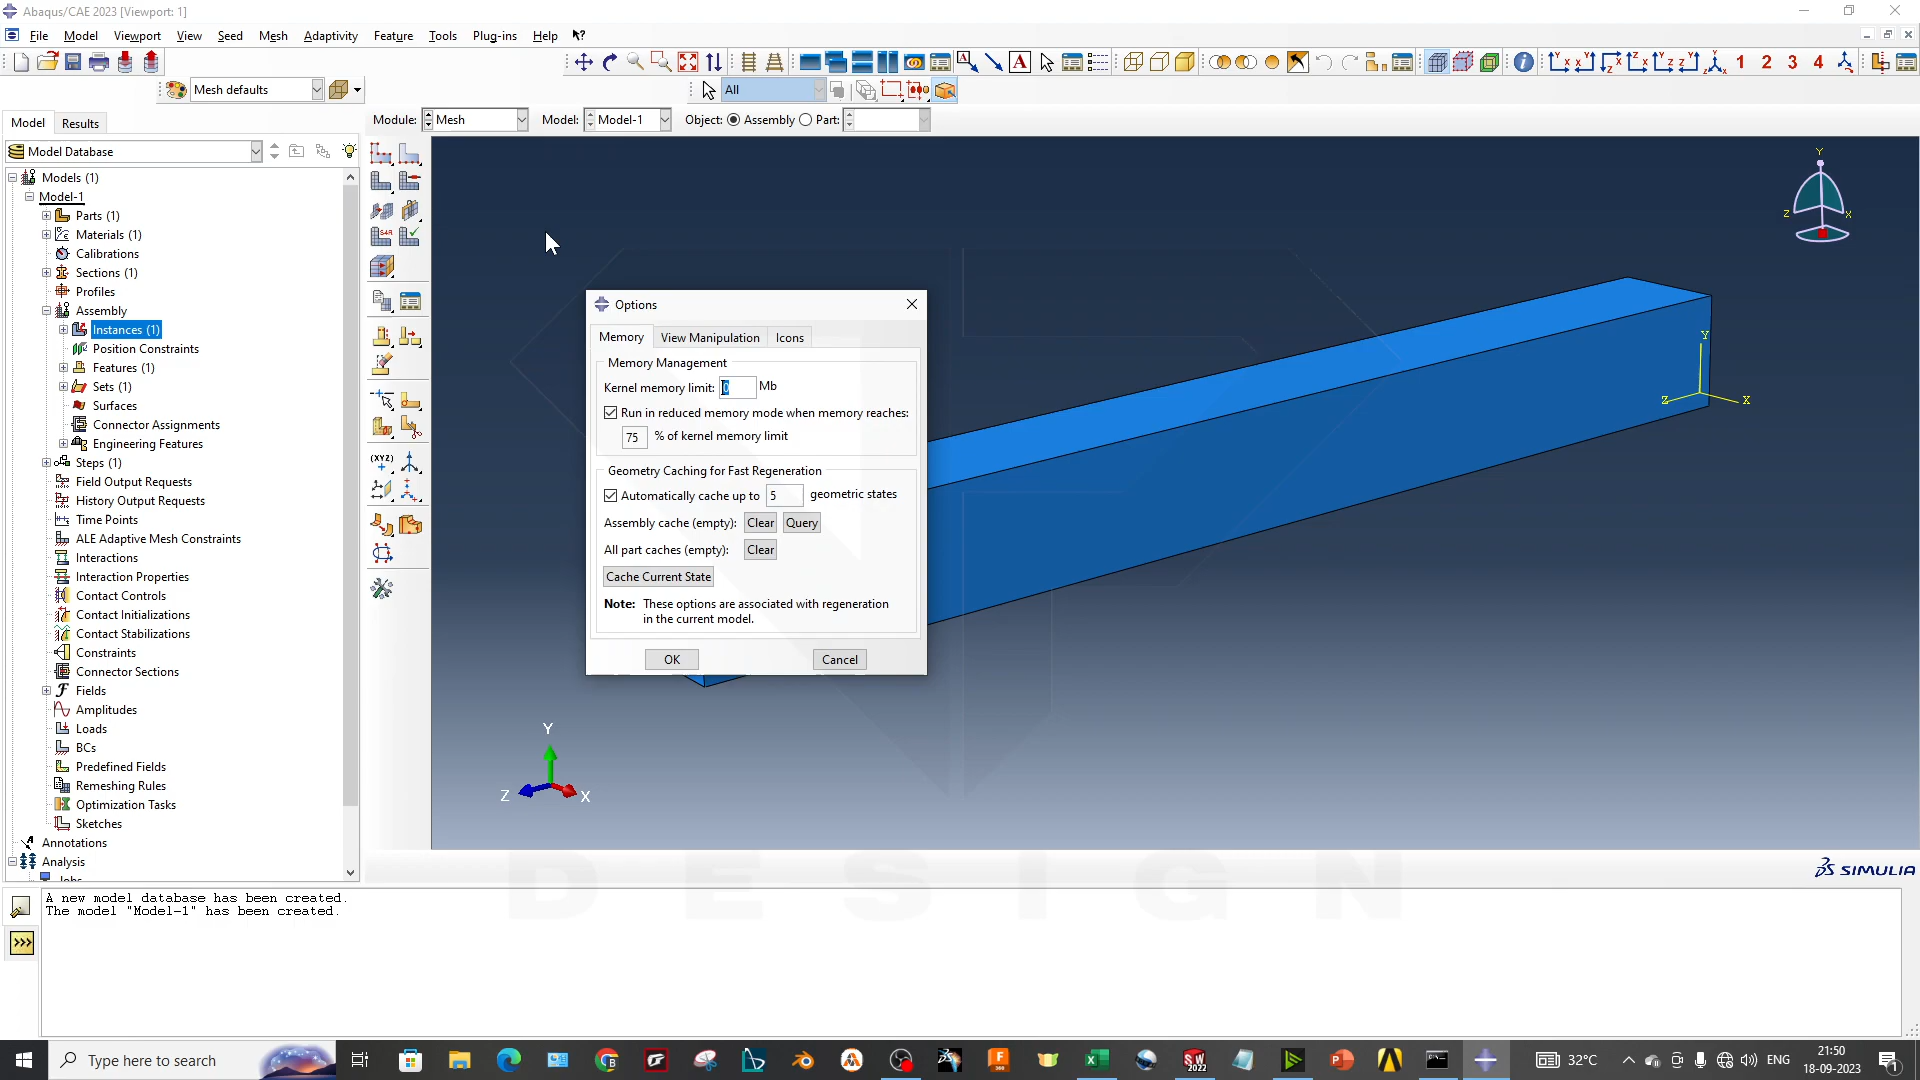 Abaqus/CAE 2023 [Viewport: 1]
File Model Viewport View Seed Mesh Adaptivity Feature Tools Plug-ins Help
1 2 3 4
Mesh defaults
All
Model Results
Module: Mesh Model: Model-1 Object: Assembly Part:
Model Database
Models (1)
Model-1
Parts (1)
Materials (1)
Calibrations
Sections (1)
Profiles
Assembly
Instances (1)
Position Constraints
Features (1)
Sets (1)
Surfaces
Connector Assignments
Engineering Features
Steps (1)
Field Output Requests
History Output Requests
Time Points
ALE Adaptive Mesh Constraints
Interactions
Interaction Properties
Contact Controls
Contact Initializations
Contact Stabilizations
Constraints
Connector Sections
Fields
Amplitudes
Loads
BCs
Predefined Fields
Remeshing Rules
Optimization Tasks
Sketches
Annotations
Analysis
Jobs
Options
Memory View Manipulation Icons
Memory Management
Kernel memory limit: 0 Mb
Run in reduced memory mode when memory reaches:
75 % of kernel memory limit
Geometry Caching for Fast Regeneration
Automatically cache up to 5 geometric states
Assembly cache (empty): Clear Query
All part caches (empty): Clear
Cache Current State
Note: These options are associated with regeneration
in the current model.
OK Cancel
Y
Z X
Y
Z X
Y
Z X
SIMULIA
DESIGN
A new model database has been created.
The model "Model-1" has been created.
>>>
Type here to search
32°C
ENG
21:50
18-09-2023